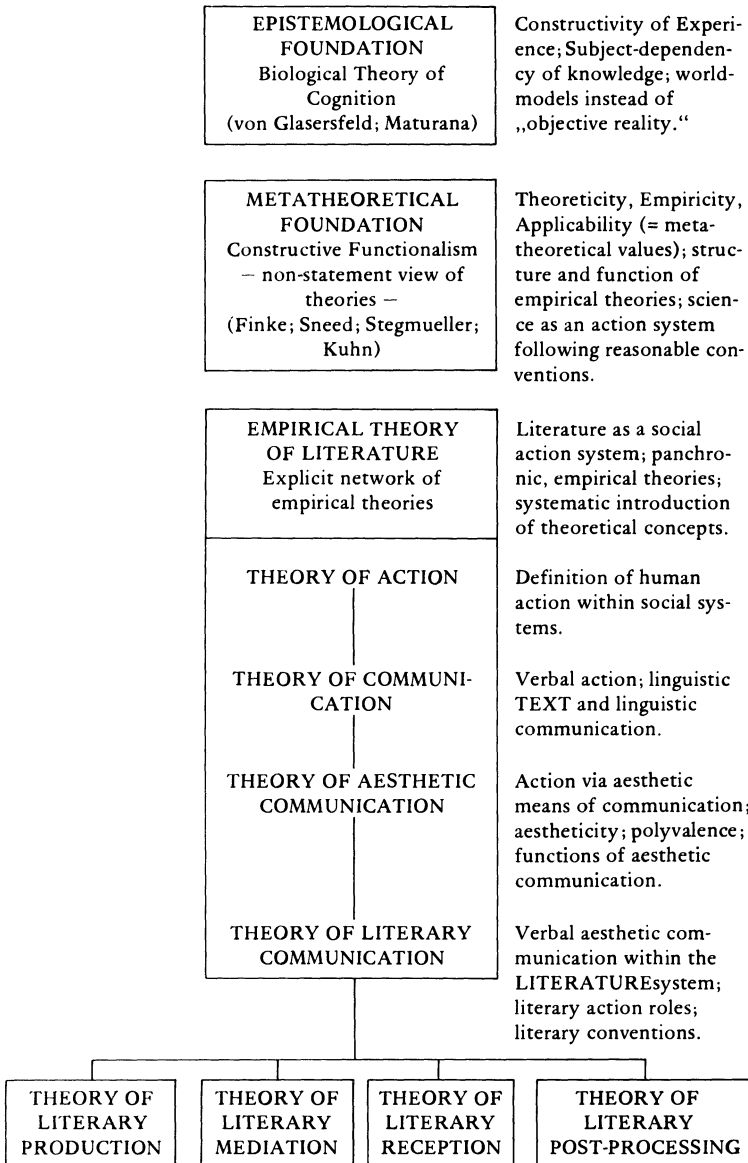 EPISTEMOLOGICAL
FOUNDATION
Biological Theory of
Cognition
(von Glasersfeld; Maturana)
Constructivity of Experi-
ence; Subject-dependen-
cy of knowledge; world-
models instead of
„objective reality.“
METATHEORETICAL
FOUNDATION
Constructive Functionalism
— non-statement view of
theories —
(Finke; Sneed; Stegmueller;
Kuhn)
Theoreticity, Empiricity,
Applicability (= meta-
theoretical values); struc-
ture and function of
empirical theories; scien-
ce as an action system
following reasonable con-
ventions.
EMPIRICAL THEORY
OF LITERATURE
Explicit network of
empirical theories
Literature as a social
action system; panchro-
nic, empirical theories;
systematic introduction
of theoretical concepts.
THEORY OF ACTION
Definition of human
action within social sys-
tems.
THEORY OF COMMUNI-
CATION
Verbal action; linguistic
TEXT and linguistic
communication.
THEORY OF AESTHETIC
COMMUNICATION
Action via aesthetic
means of communication;
aestheticity; polyvalence;
functions of aesthetic
communication.
THEORY OF LITERARY
COMMUNICATION
Verbal aesthetic com-
munication within the
LITERATUREsystem;
literary action roles;
literary conventions.
THEORY OF
LITERARY
PRODUCTION
THEORY OF
LITERARY
MEDIATION
THEORY OF
LITERARY
RECEPTION
THEORY OF
LITERARY
POST-PROCESSING